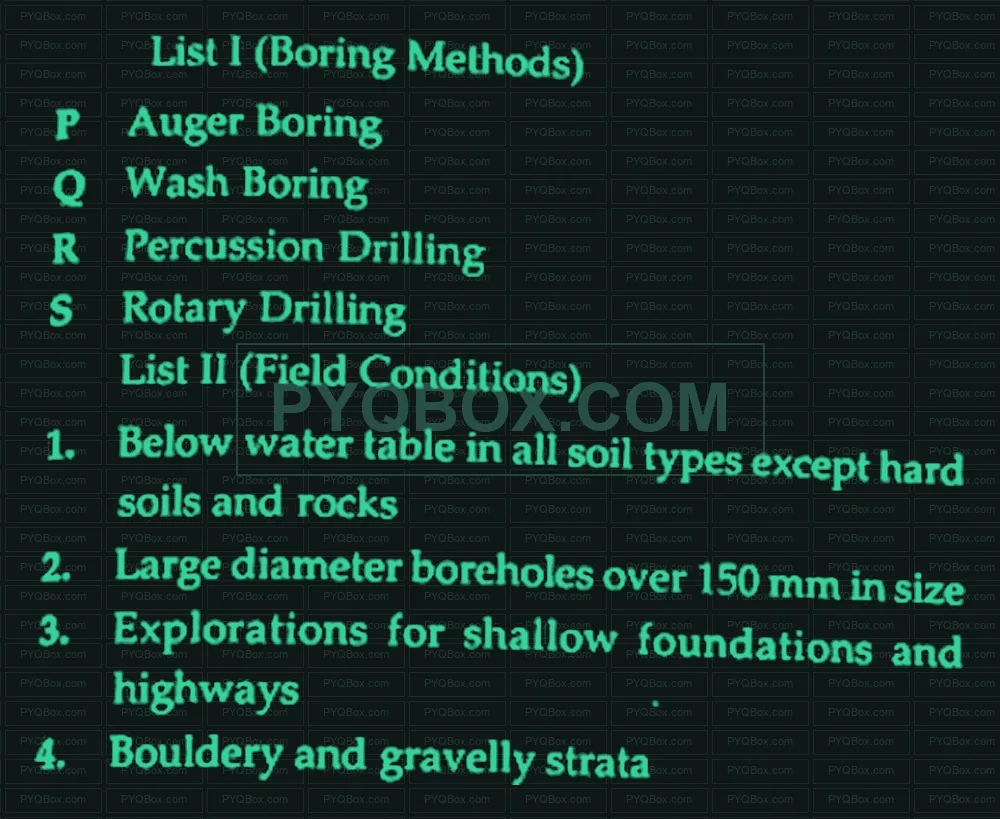 List I (Boring Methods)
P Auger Boring
Q Wash Boring
R Percussion Drilling
S Rotary Drilling
List II (Field Conditions)
PYQBOX.COM
1. Below water table in all soil types except hard
soils and rocks
2. Large diameter boreholes over 150 mm in size
3. Explorations for shallow foundations and
highways
4. Bouldery and gravelly strata